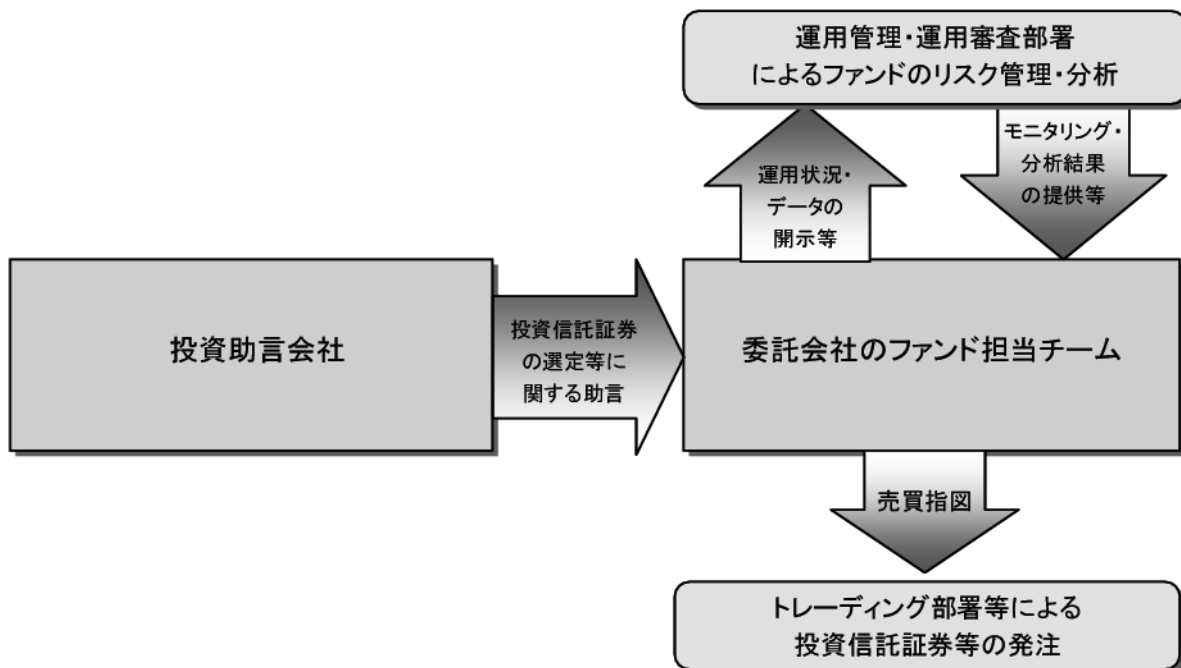 運用管理・運用審査部署
によるファンドのリスク管理・分析
運用状況・
データの
開示等
モニタリング・
分析結果
の提供等
投資助言会社
投資信託証券
の選定等に
関する助言
委託会社のファンド担当チーム
売買指図
トレーディング部署等による
投資信託証券等の発注